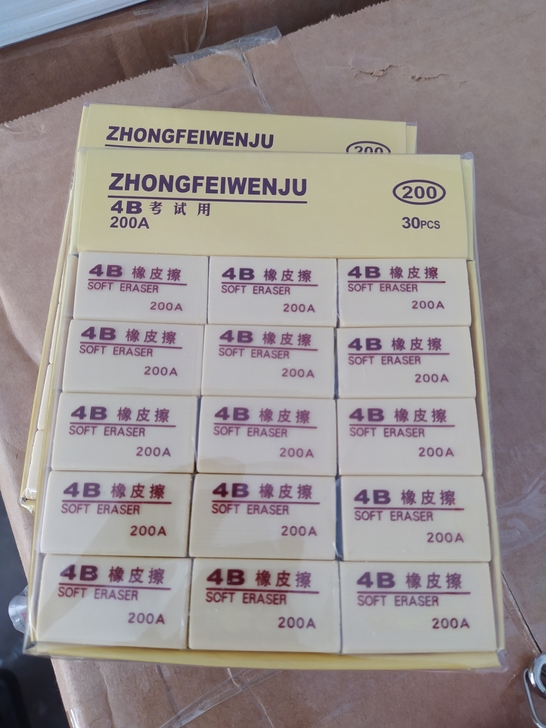 ZHONGFEIWENJU
200
ZHONGFEIWENJU
200
4B 考试用
200A
30PCS
4B 橡皮擦
SOFT ERASER
200A
4B 橡皮擦
SOFT ERASER
200A
4B 橡皮擦
SOFT ERASER
200A
4B 橡皮擦
SOFT ERASER
200A
4B 橡皮擦
SOFT ERASER
200A
4B 橡皮擦
SOFT ERASER
200A
4B 橡皮擦
SOFT ERASER
200A
4B 橡皮擦
SOFT ERASER
200A
4B 橡皮擦
SOFT ERASER
200A
4B 橡皮擦
SOFT ERASER
200A
4B 橡皮擦
SOFT ERASER
200A
4B 橡皮擦
SOFT ERASER
200A
4B 橡皮擦
SOFT ERASER
200A
4B 橡皮擦
SOFT ERASER
200A
4B 橡皮擦
SOFT ERASER
200A